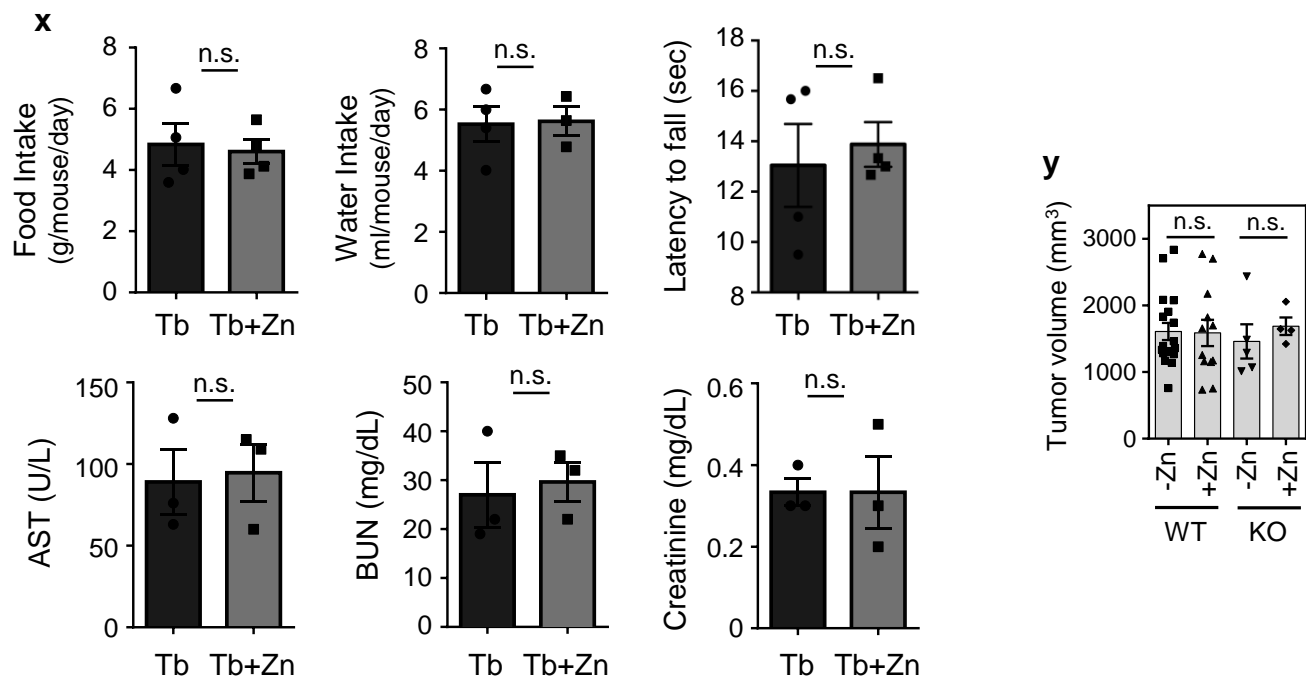 x
Food Intake
(g/mouse/day)
8
6
4
2
0
n.s.
Tb Tb+Zn
Water Intake
(ml/mouse/day)
8
6
4
2
0
n.s.
Tb Tb+Zn
Latency to fall (sec)
18
16
14
12
10
8
n.s.
Tb Tb+Zn
AST (U/L)
150
100
50
0
n.s.
Tb Tb+Zn
BUN (mg/dL)
50
40
30
20
10
0
n.s.
Tb Tb+Zn
Creatinine (mg/dL)
0.6
0.4
0.2
0
n.s.
Tb Tb+Zn
y
Tumor volume (mm³)
3000
2000
1000
0
n.s. n.s.
-Zn +Zn -Zn +Zn
WT KO